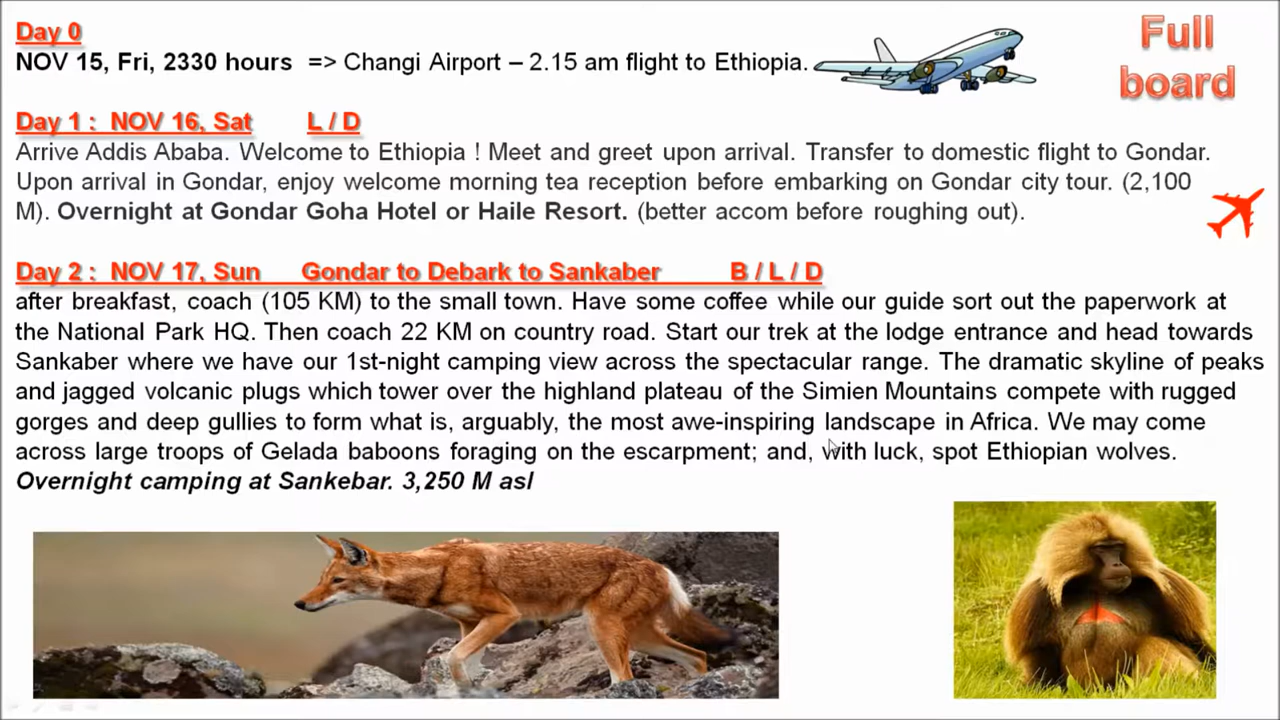 Day 0
NOV 15, Fri, 2330 hours => Changi Airport – 2.15 am flight to Ethiopia.
Full
board
Day 1 : NOV 16, Sat L / D
Arrive Addis Ababa. Welcome to Ethiopia ! Meet and greet upon arrival. Transfer to domestic flight to Gondar.
Upon arrival in Gondar, enjoy welcome morning tea reception before embarking on Gondar city tour. (2,100
M). Overnight at Gondar Goha Hotel or Haile Resort. (better accom before roughing out).
Day 2 : NOV 17, Sun Gondar to Debark to Sankaber B / L / D
after breakfast, coach (105 KM) to the small town. Have some coffee while our guide sort out the paperwork at
the National Park HQ. Then coach 22 KM on country road. Start our trek at the lodge entrance and head towards
Sankaber where we have our 1st-night camping view across the spectacular range. The dramatic skyline of peaks
and jagged volcanic plugs which tower over the highland plateau of the Simien Mountains compete with rugged
gorges and deep gullies to form what is, arguably, the most awe-inspiring landscape in Africa. We may come
across large troops of Gelada baboons foraging on the escarpment; and, with luck, spot Ethiopian wolves.
Overnight camping at Sankebar. 3,250 M asl